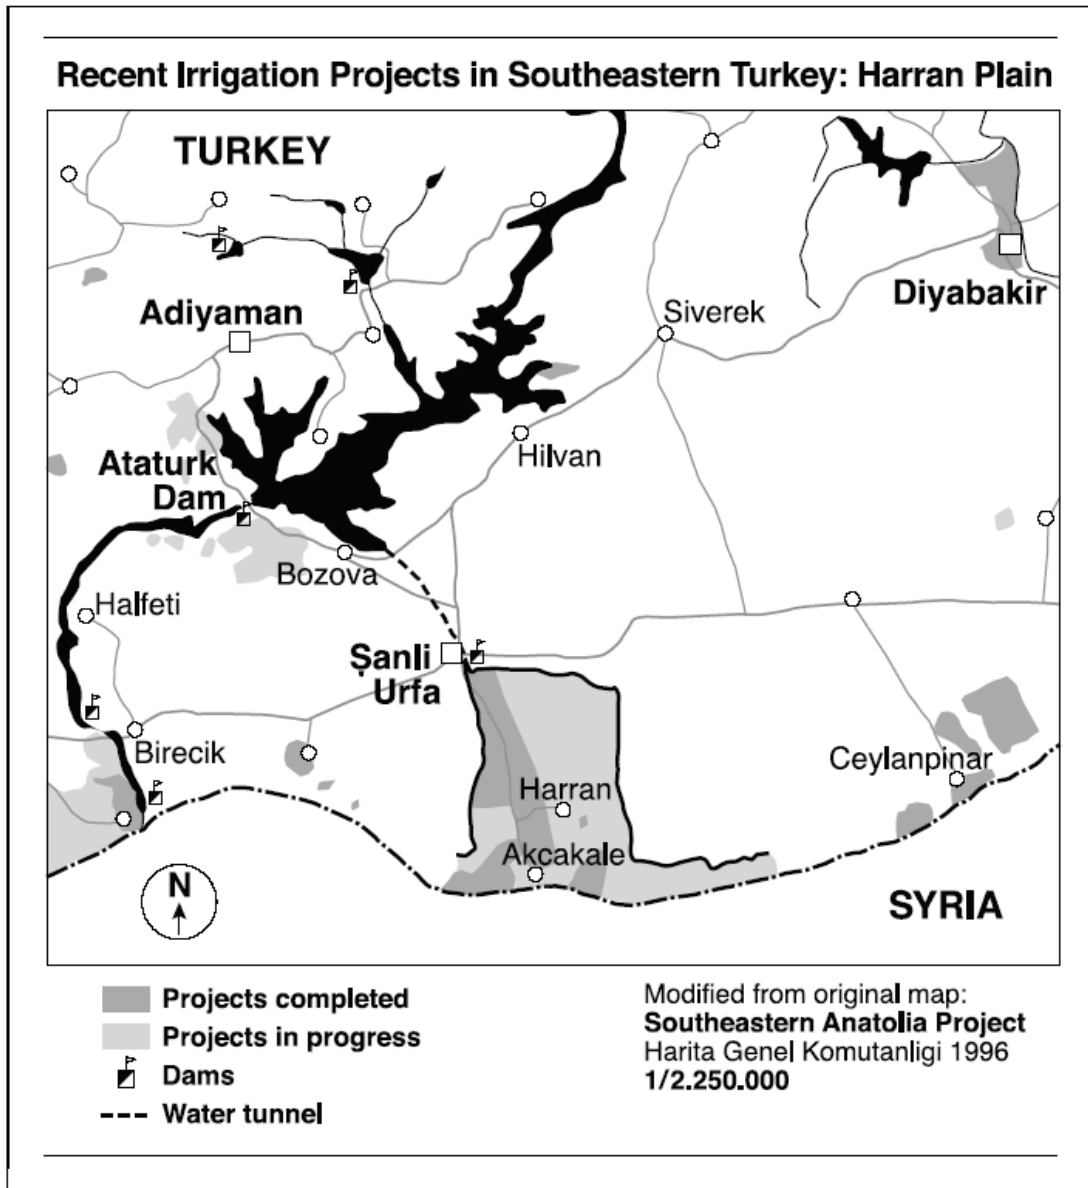 Recent Irrigation Projects in Southeastern Turkey: Harran Plain
TURKEY
Diyabakir
Adiyaman
Siverek
Hilvan
Ataturk
Dam
Bozova
Halfeti
Şanli
Urfa
Birecik
Ceylanpinar
Harran
Akcakale
N
SYRIA
Projects completed
Projects in progress
Dams
Water tunnel
Modified from original map:
Southeastern Anatolia Project
Harita Genel Komutanligi 1996
1/2.250.000